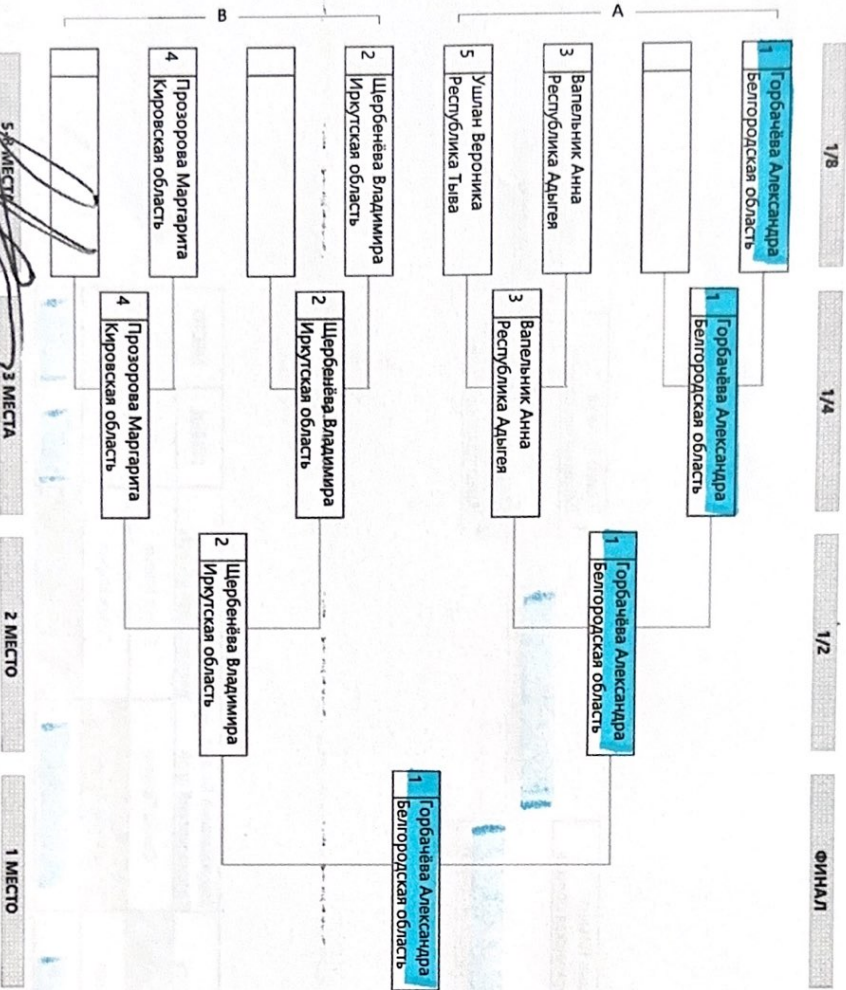 1/8
1/4
1/2
ФИНАЛ
A
1 Горбачёва Александра
Белгородская область
3 Вапельник Анна
Республика Адыгея
5 Ушлан Вероника
Республика Тыва
B
2 Щербенёва Владимира
Иркутская область
4 Прозорова Маргарита
Кировская область
1 Горбачёва Александра
Белгородская область
3 Вапельник Анна
Республика Адыгея
2 Щербенёва Владимира
Иркутская область
4 Прозорова Маргарита
Кировская область
1 Горбачёва Александра
Белгородская область
2 Щербенёва Владимира
Иркутская область
1 Горбачёва Александра
Белгородская область
МЕСТА
3 МЕСТА
2 МЕСТО
1 МЕСТО